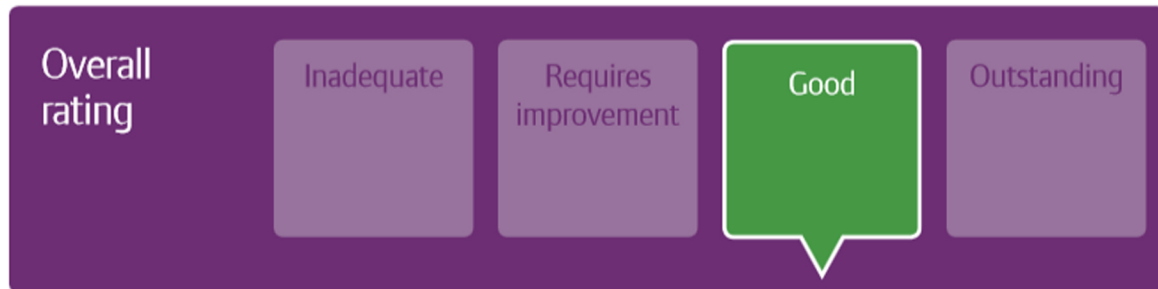 Overall
rating
Inadequate
Requires
improvement
Good
Outstanding